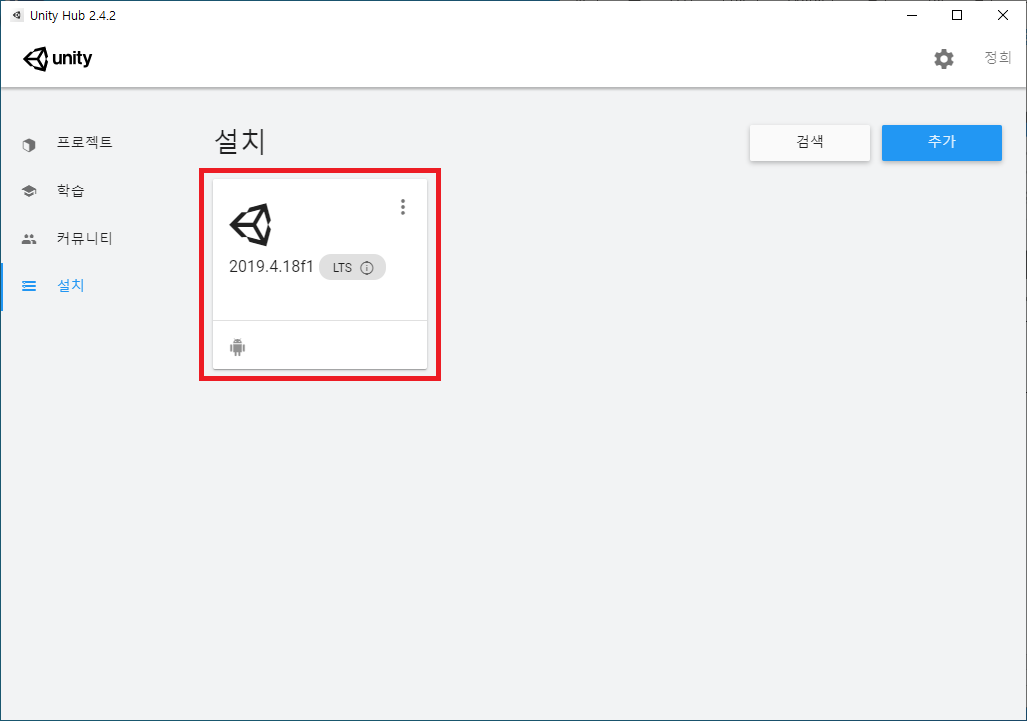 Unity Hub 2.4.2
unity
정희
프로젝트
학습
커뮤니티
설치
설치
검색
추가
2019.4.18f1 LTS